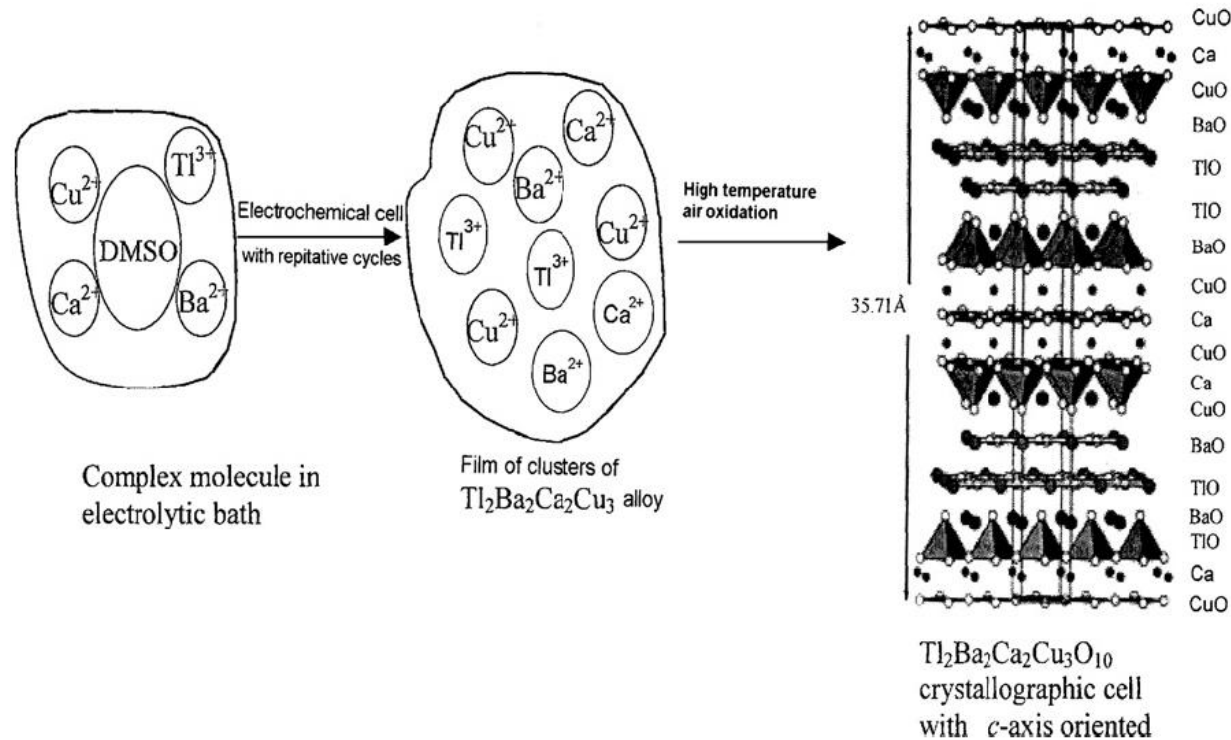 Cu²⁺
Tl³⁺
DMSO
Ca²⁺
Ba²⁺
Complex molecule in
electrolytic bath
Electrochemical cell
with repitative cycles
Cu²⁺
Ca²⁺
Ba²⁺
Tl³⁺
Cu²⁺
Tl³⁺
Cu²⁺
Ca²⁺
Ba²⁺
Film of clusters of
Tl₂Ba₂Ca₂Cu₃ alloy
High temperature
air oxidation
35.71Å
CuO
Ca
CuO
BaO
TlO
TlO
BaO
CuO
Ca
CuO
Ca
CuO
BaO
TlO
BaO
TlO
Ca
CuO
Tl₂Ba₂Ca₂Cu₃O₁₀
crystallographic cell
with c-axis oriented